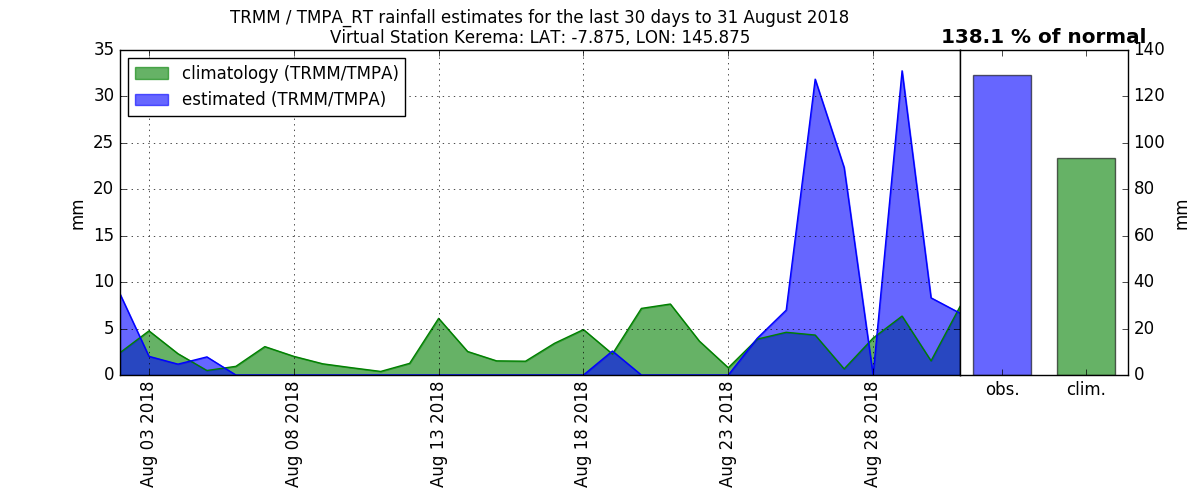 TRMM / TMPA_RT rainfall estimates for the last 30 days to 31 August 2018
Virtual Station Kerema: LAT: -7.875, LON: 145.875
138.1 % of normal
climatology (TRMM/TMPA)
estimated (TRMM/TMPA)
35
30
25
20
15
10
5
0
mm
Aug 03 2018
Aug 08 2018
Aug 13 2018
Aug 18 2018
Aug 23 2018
Aug 28 2018
140
120
100
80
60
40
20
0
mm
obs.
clim.